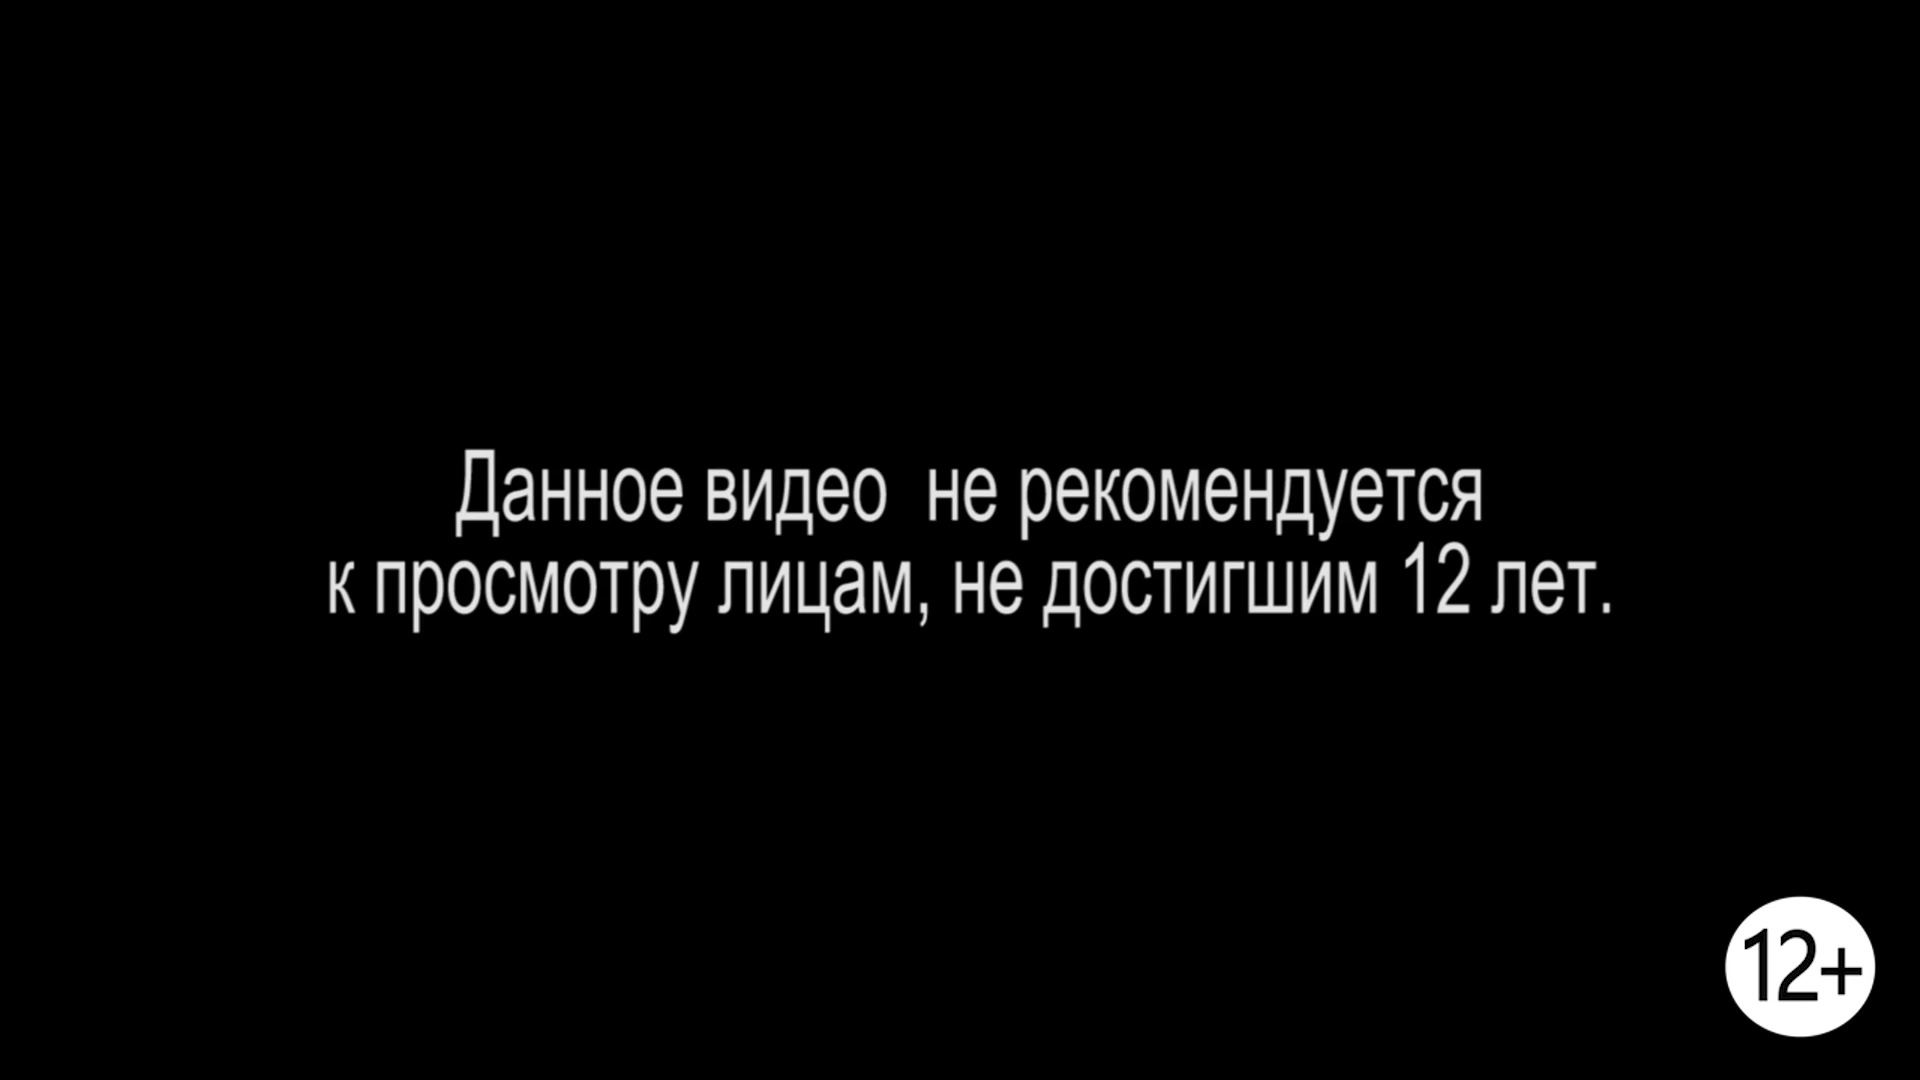 Данное видео  не рекомендуется
к просмотру лицам, не достигшим 12 лет.
12+